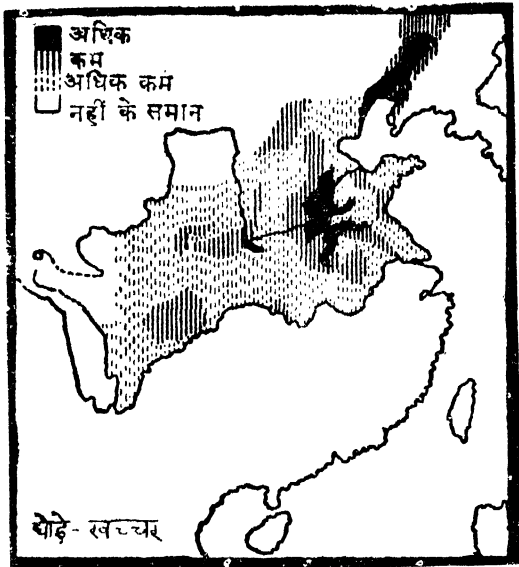 अधिक
कम
अधिक कम
नहीं के समान
घोड़े-खच्चर